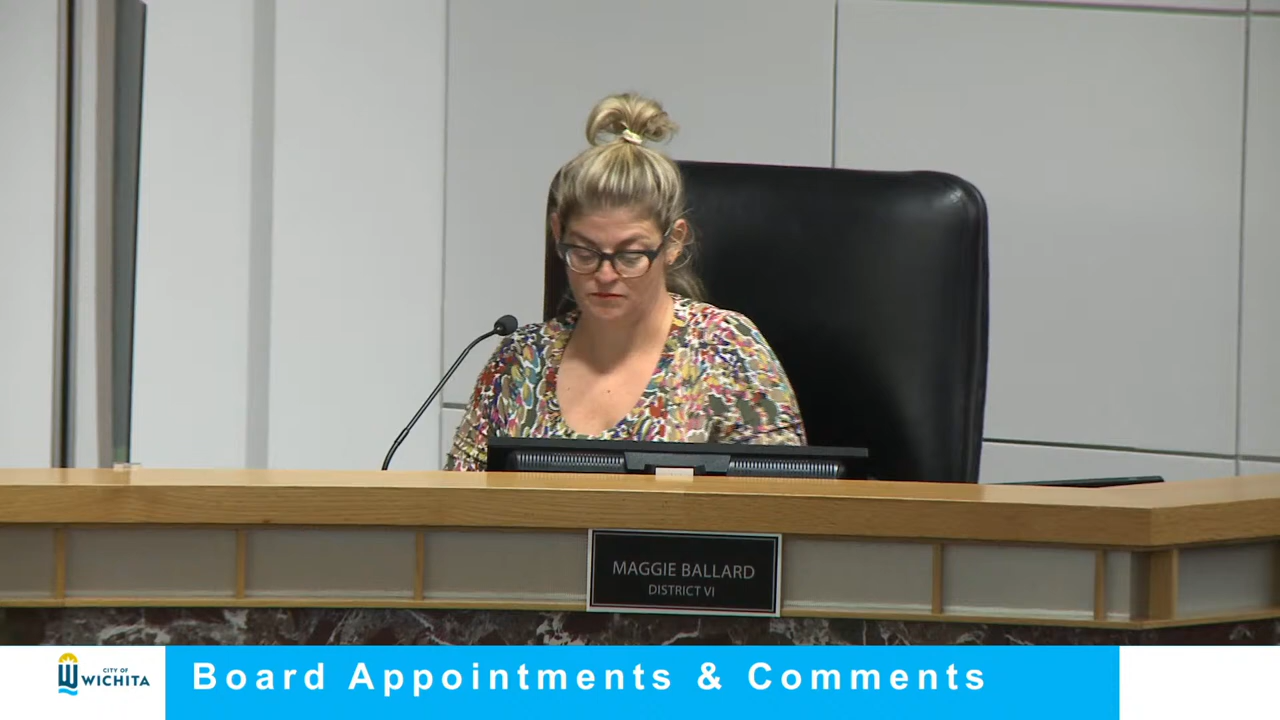 MAGGIE BALLARD
DISTRICT VI
CITY OF
WICHITA
Board Appointments & Comments